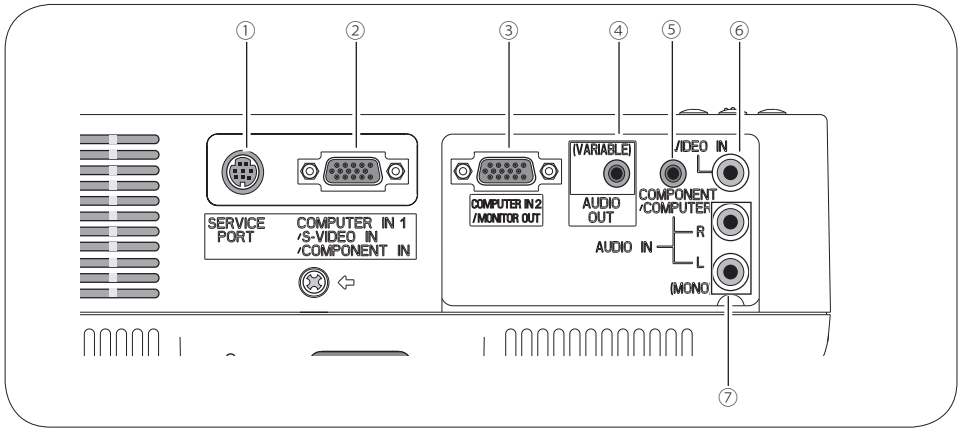 ① ② ③ ④ ⑤ ⑥
(VARIABLE)
VIDEO IN
SERVICE
PORT
COMPUTER IN 1
/S-VIDEO IN
/COMPONENT IN
COMPUTER IN 2
/MONITOR OUT
AUDIO
OUT
COMPONENT
/COMPUTER
AUDIO IN
R
L
(MONO)
⑦